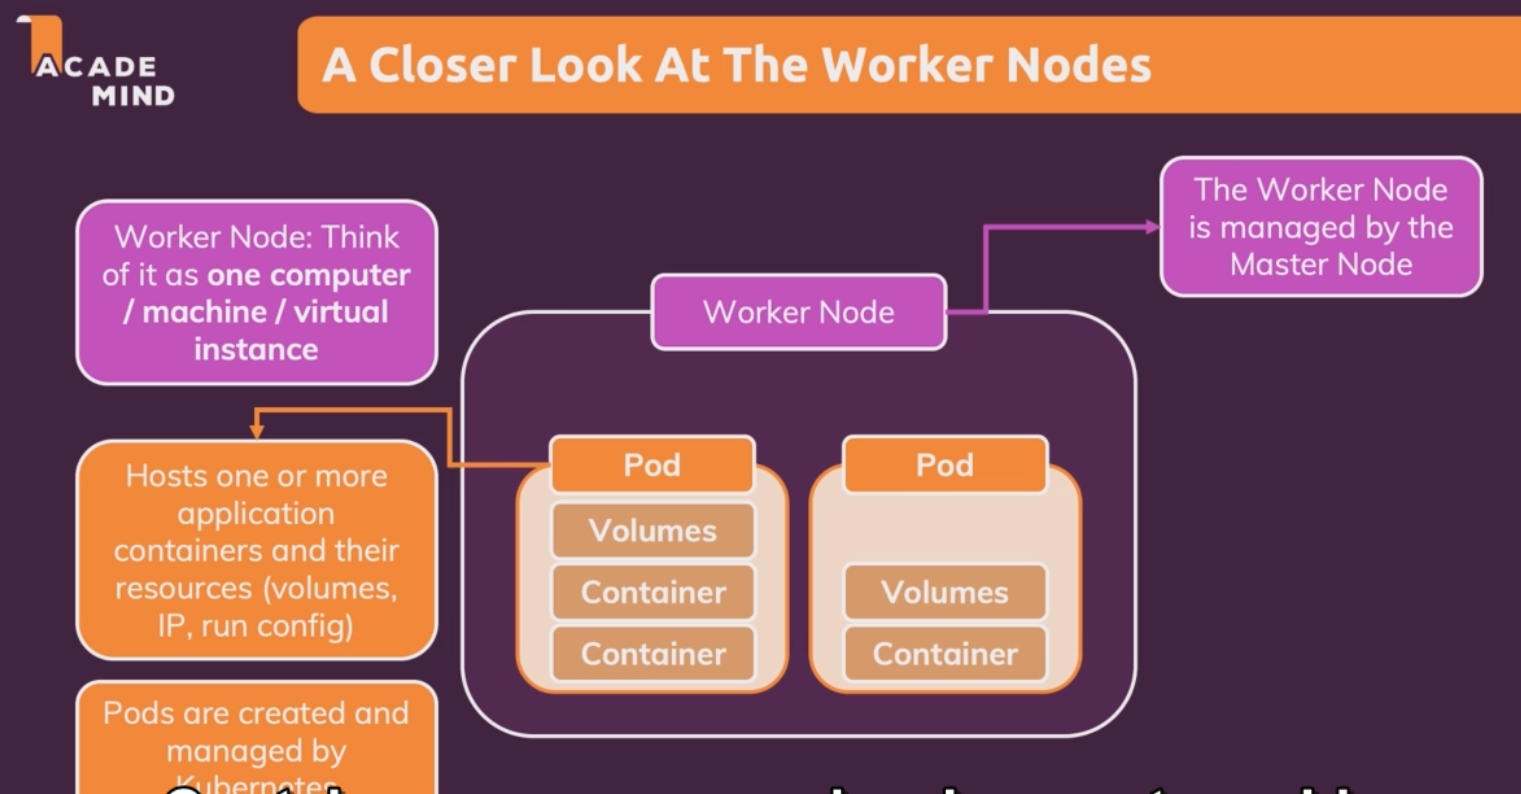 ACADE
MIND
A Closer Look At The Worker Nodes
The Worker Node
is managed by the
Master Node
Worker Node: Think
of it as one computer
/ machine / virtual
instance
Worker Node
Hosts one or more
application
containers and their
resources (volumes,
IP, run config)
Pod
Volumes
Container
Container
Pod
Volumes
Container
Pods are created and
managed by
Kubernetes